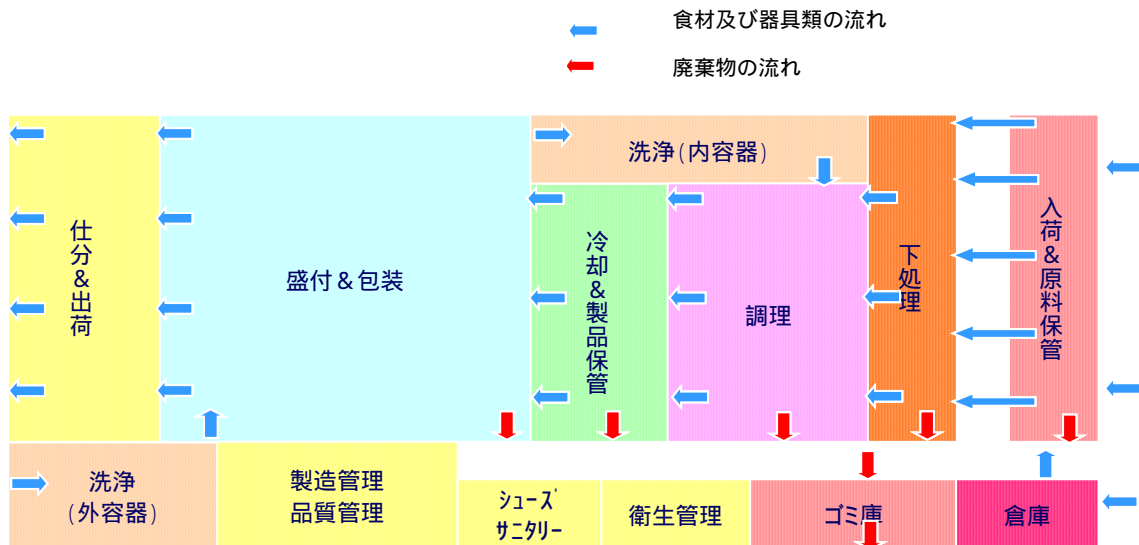 食材及び器具類の流れ
廃棄物の流れ
洗浄(内容器)
仕分&出荷
盛付&包装
冷却&製品保管
調理
下処理
入荷&原料保管
洗浄
(外容器)
製造管理
品質管理
ｼｭｰｽﾞ
ｻﾆﾀﾘｰ
衛生管理
ゴミ庫
倉庫